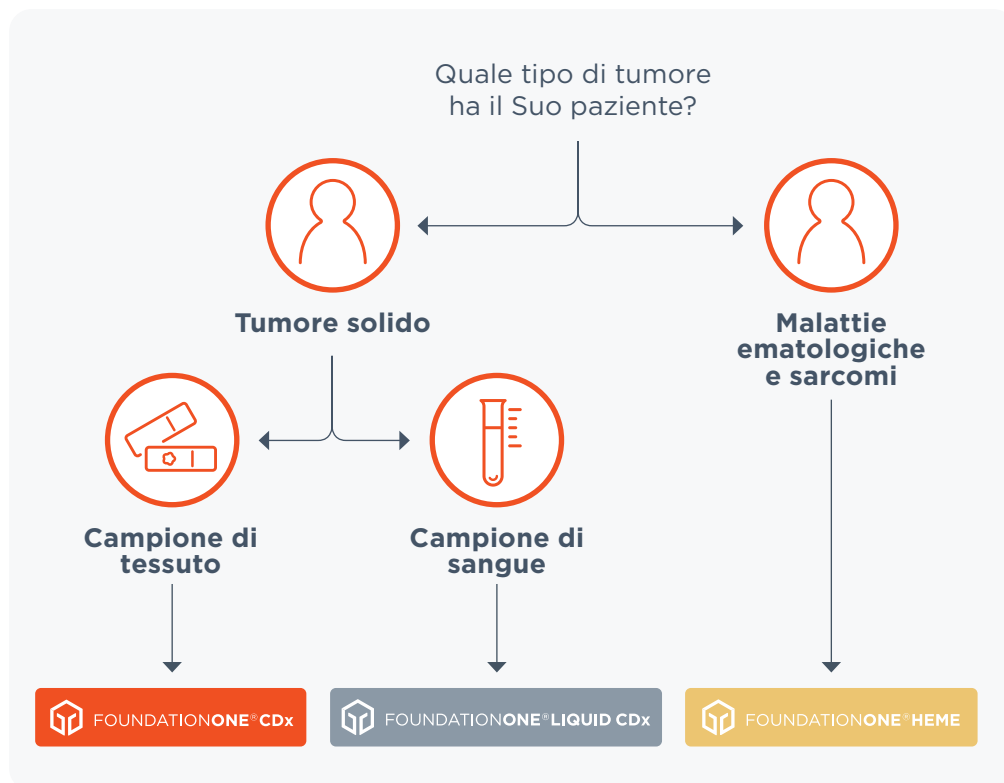 Quale tipo di tumore
ha il Suo paziente?
Tumore solido
Malattie
ematologiche
e sarcomi
Campione di
tessuto
Campione di
sangue
FOUNDATIONONE®CDx
FOUNDATIONONE®LIQUID CDx
FOUNDATIONONE®HEME